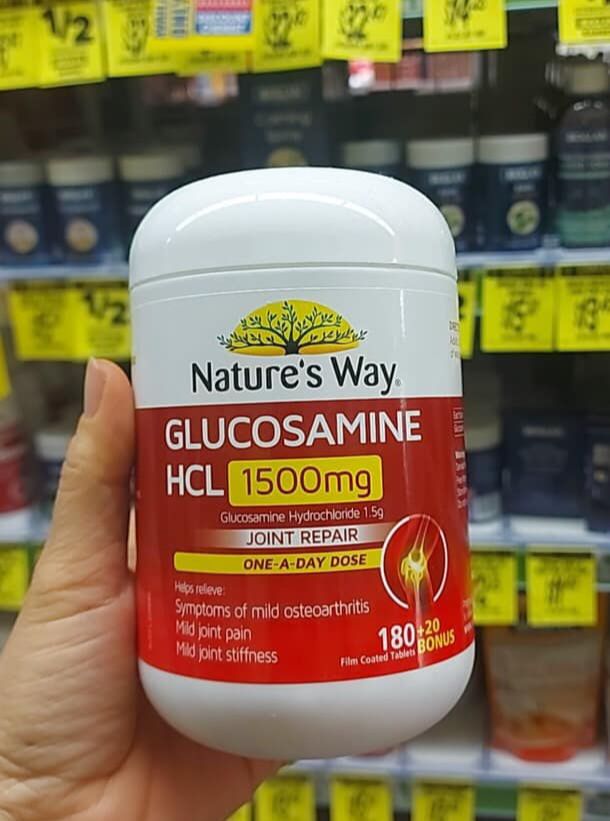 1/2
1/2
Nature's Way®
GLUCOSAMINE
HCL 1500mg
Glucosamine Hydrochloride 1.5g
JOINT REPAIR
ONE-A-DAY DOSE
Helps relieve:
Symptoms of mild osteoarthritis
Mild joint pain
Mild joint stiffness
180 +20
Film Coated Tablets BONUS